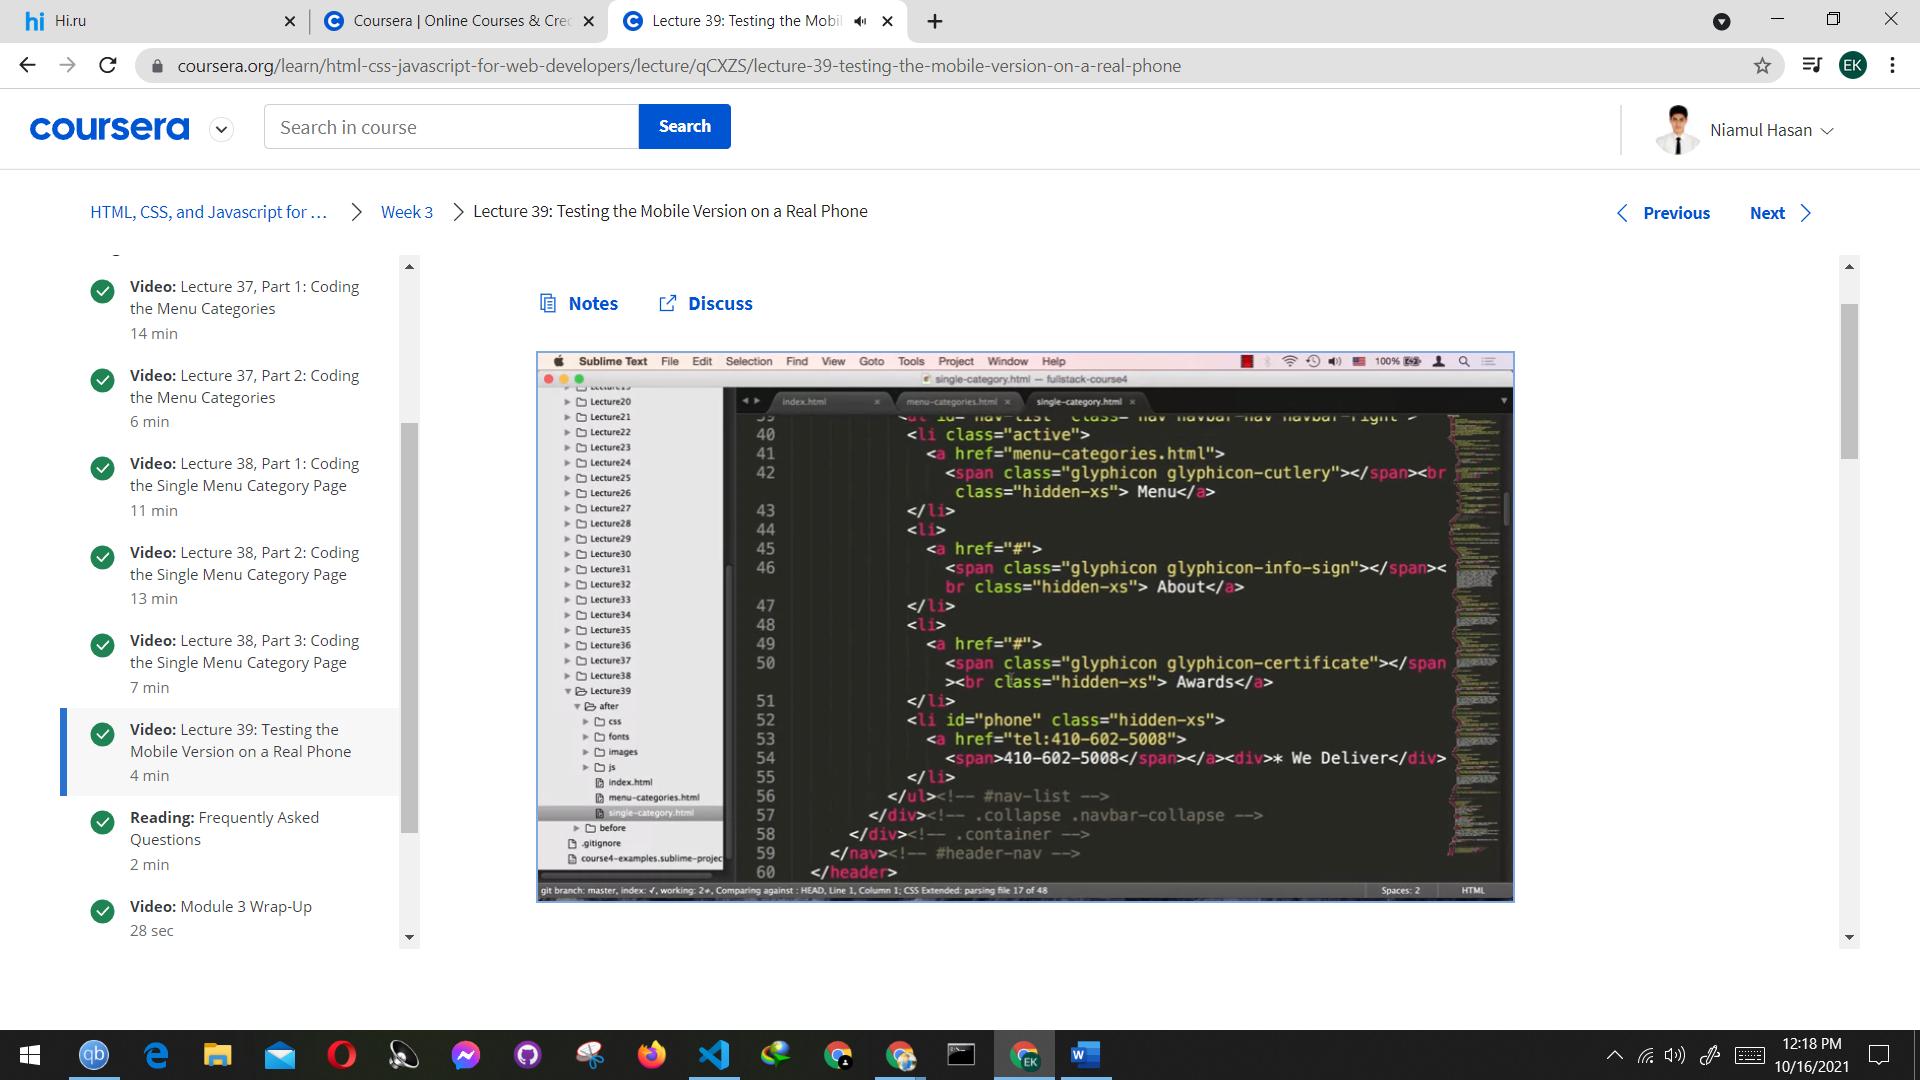 Hi.ru
Coursera | Online Courses & Cre
Lecture 39: Testing the Mobil
coursera.org/learn/html-css-javascript-for-web-developers/lecture/qCXZS/lecture-39-testing-the-mobile-version-on-a-real-phone
EK
coursera
Search in course
Search
Niamul Hasan
HTML, CSS, and Javascript for ...
Week 3
Lecture 39: Testing the Mobile Version on a Real Phone
Previous
Next
Video: Lecture 37, Part 1: Coding
the Menu Categories
14 min
Video: Lecture 37, Part 2: Coding
the Menu Categories
6 min
Video: Lecture 38, Part 1: Coding
the Single Menu Category Page
11 min
Video: Lecture 38, Part 2: Coding
the Single Menu Category Page
13 min
Video: Lecture 38, Part 3: Coding
the Single Menu Category Page
7 min
Video: Lecture 39: Testing the
Mobile Version on a Real Phone
4 min
Reading: Frequently Asked
Questions
2 min
Video: Module 3 Wrap-Up
28 sec
Notes
Discuss
Sublime Text File Edit Selection Find View Goto Tools Project Window Help
100%
single-category.html — fullstack-course4
index.html
menu-categories.html
single-category.html
Lecture19
Lecture20
Lecture21
Lecture22
Lecture23
Lecture24
Lecture25
Lecture26
Lecture27
Lecture28
Lecture29
Lecture30
Lecture31
Lecture32
Lecture33
Lecture34
Lecture35
Lecture36
Lecture37
Lecture38
Lecture39
after
css
fonts
images
js
index.html
menu-categories.html
single-category.html
before
.gitignore
course4-examples.sublime-projec
39 <ul id="nav-list" class="nav navbar-nav navbar-right">
40 <li class="active">
41 <a href="menu-categories.html">
42 <span class="glyphicon glyphicon-cutlery"></span><br
class="hidden-xs"> Menu</a>
43 </li>
44 <li>
45 <a href="#">
46 <span class="glyphicon glyphicon-info-sign"></span><
br class="hidden-xs"> About</a>
47 </li>
48 <li>
49 <a href="#">
50 <span class="glyphicon glyphicon-certificate"></span
><br class="hidden-xs"> Awards</a>
51 </li>
52 <li id="phone" class="hidden-xs">
53 <a href="tel:410-602-5008">
54 <span>410-602-5008</span></a><div>* We Deliver</div>
55 </li>
56 </ul><!-- #nav-list -->
57 </div><!-- .collapse .navbar-collapse -->
58 </div><!-- .container -->
59 </nav><!-- #header-nav -->
60 </header>
git branch: master, index: ✓, working: 2≠, Comparing against : HEAD, Line 1, Column 1; CSS Extended: parsing file 17 of 48
Spaces: 2
HTML
12:18 PM
10/16/2021